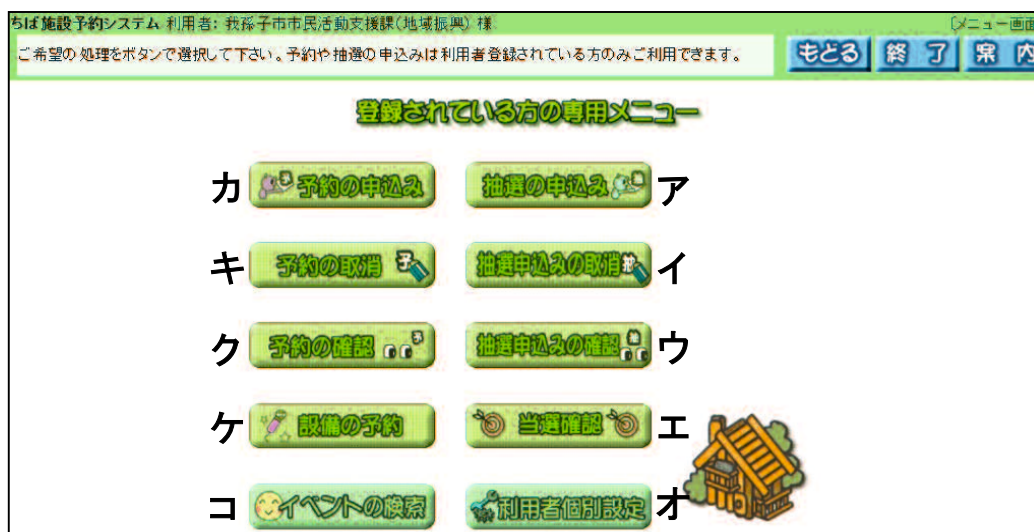 ちば施設予約システム 利用者: 我孫子市市民活動支援課(地域振興) 様 [メニュー画面
ご希望の処理をボタンで選択して下さい。予約や抽選の申込みは利用者登録されている方のみご利用できます。 もどる 終 了 案 内
登録されている方の専用メニュー
カ 予約の申込み 抽選の申込み ア
キ 予約の取消 予 抽選申込みの取消 抽 イ
ク 予約の確認 抽選申込みの確認 ウ
ケ 設備の予約 当選確認 エ
コ イベントの検索 利用者個別設定 オ